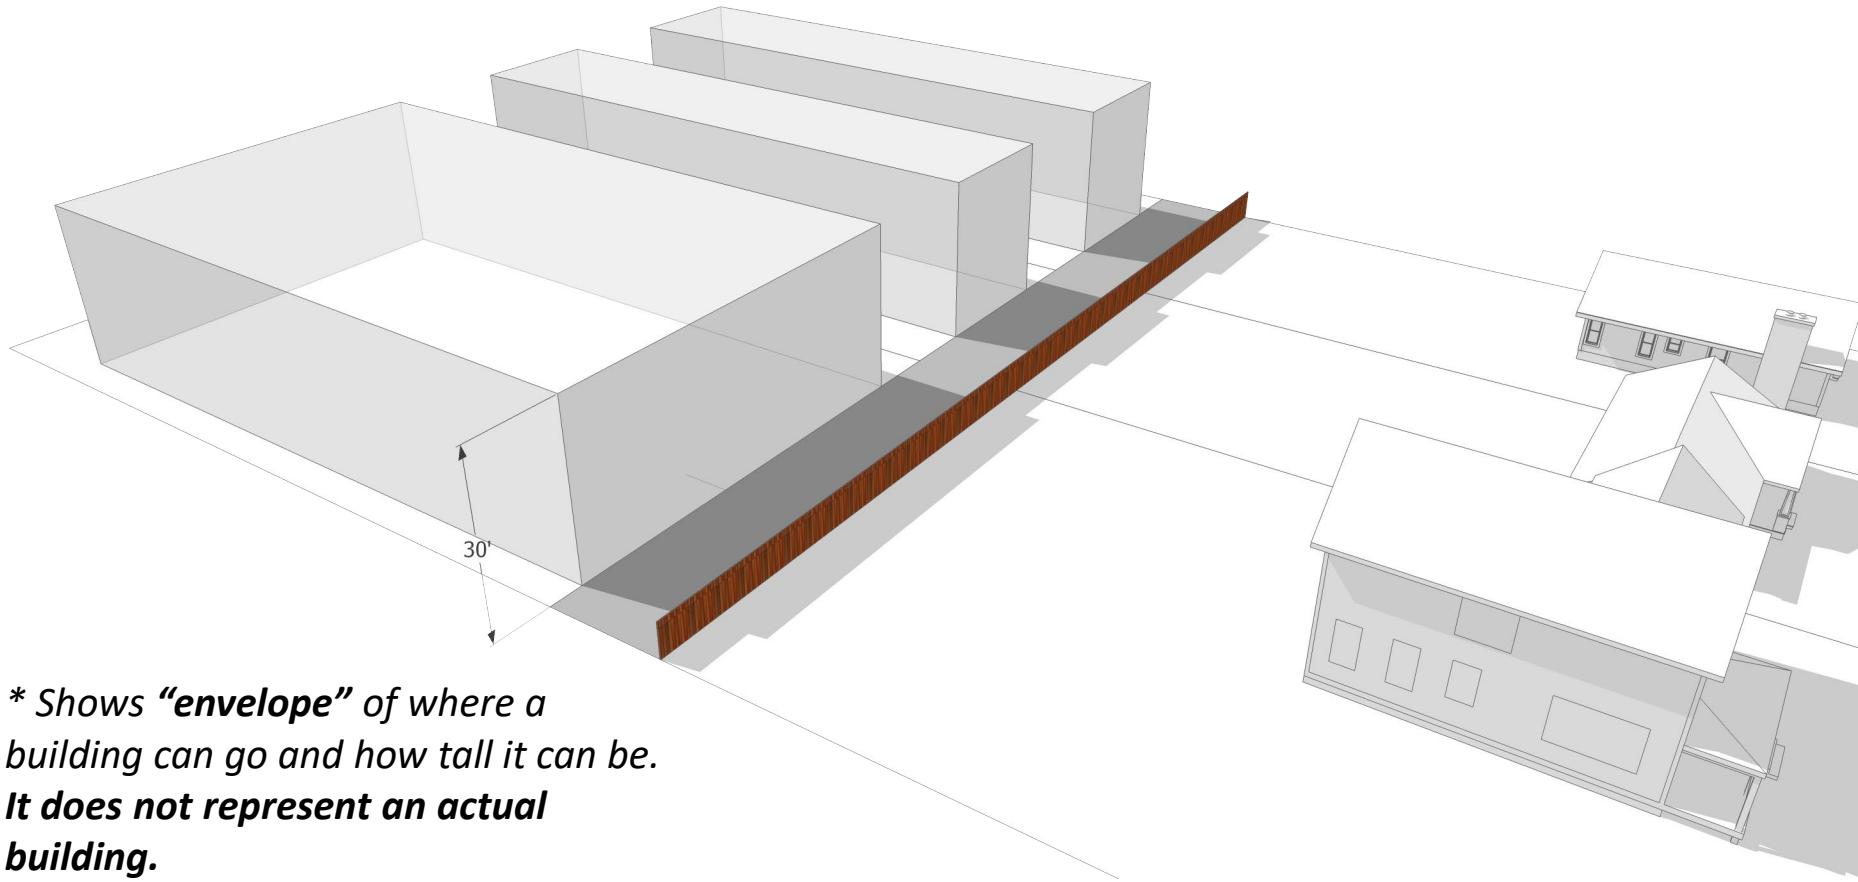 30'
* Shows “envelope” of where a
building can go and how tall it can be.
It does not represent an actual
building.